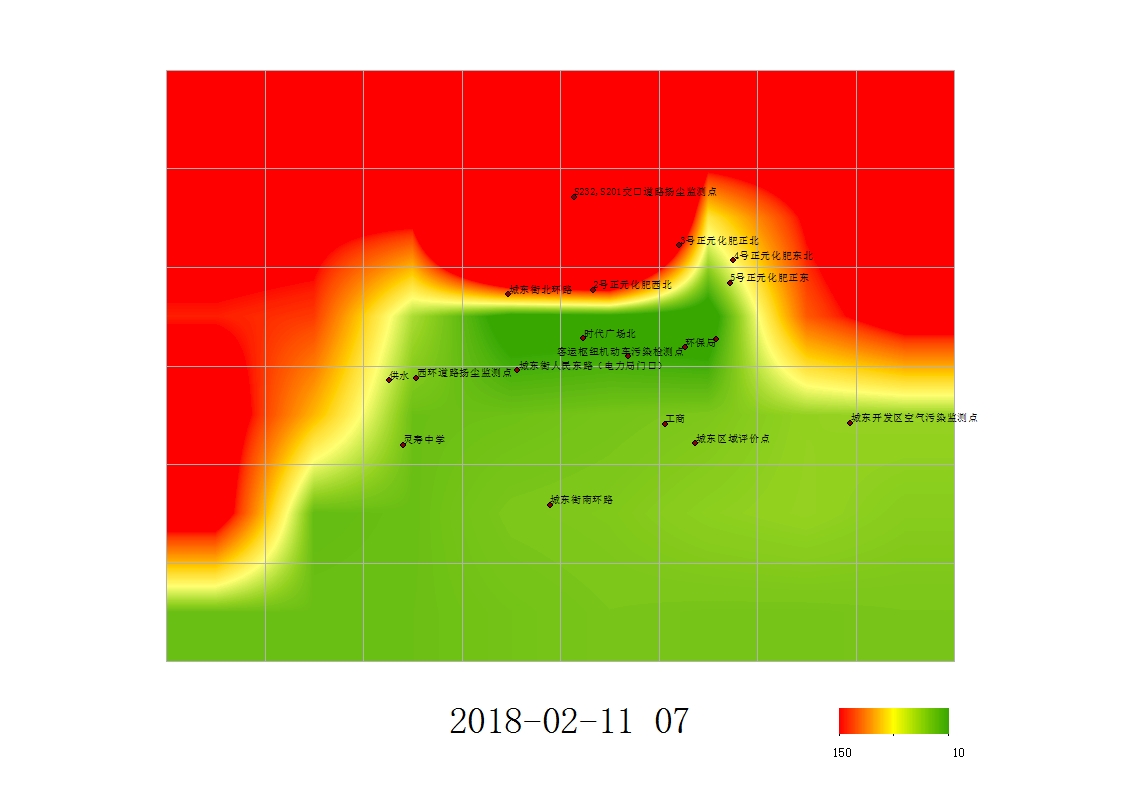 S232,S201交口道路扬尘监测点
3号正元化肥正北
4号正元化肥东北
5号正元化肥正东
2号正元化肥西北
城东街北环路
时代广场北
环保局
客运枢纽机动车污染检测点
城东街人民东路（电力局门口）
供水
西环道路扬尘监测点
工商
城东开发区空气污染监测点
灵寿中学
城东区域评价点
城东街南环路
2018-02-11 07
150
10